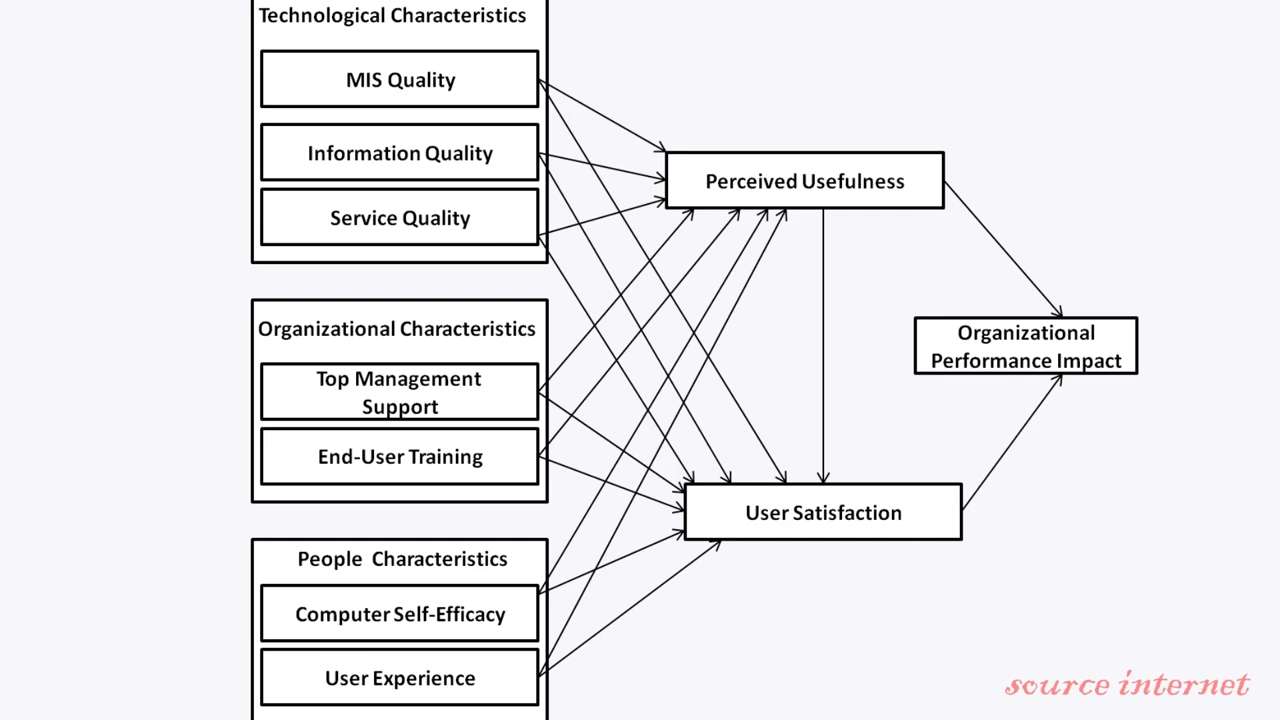 Technological Characteristics
MIS Quality
Information Quality
Service Quality
Organizational Characteristics
Top Management
Support
End-User Training
People Characteristics
Computer Self-Efficacy
User Experience
Perceived Usefulness
User Satisfaction
Organizational
Performance Impact
source internet